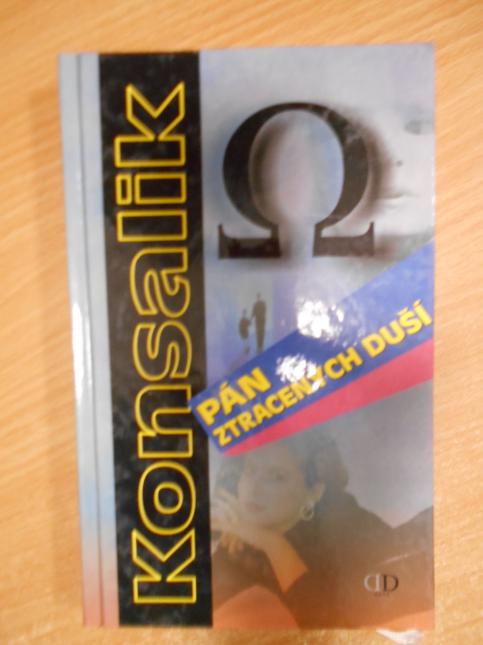 Konsalik
Ω
PÁN
ZTRACENÝCH DUŠÍ
D D